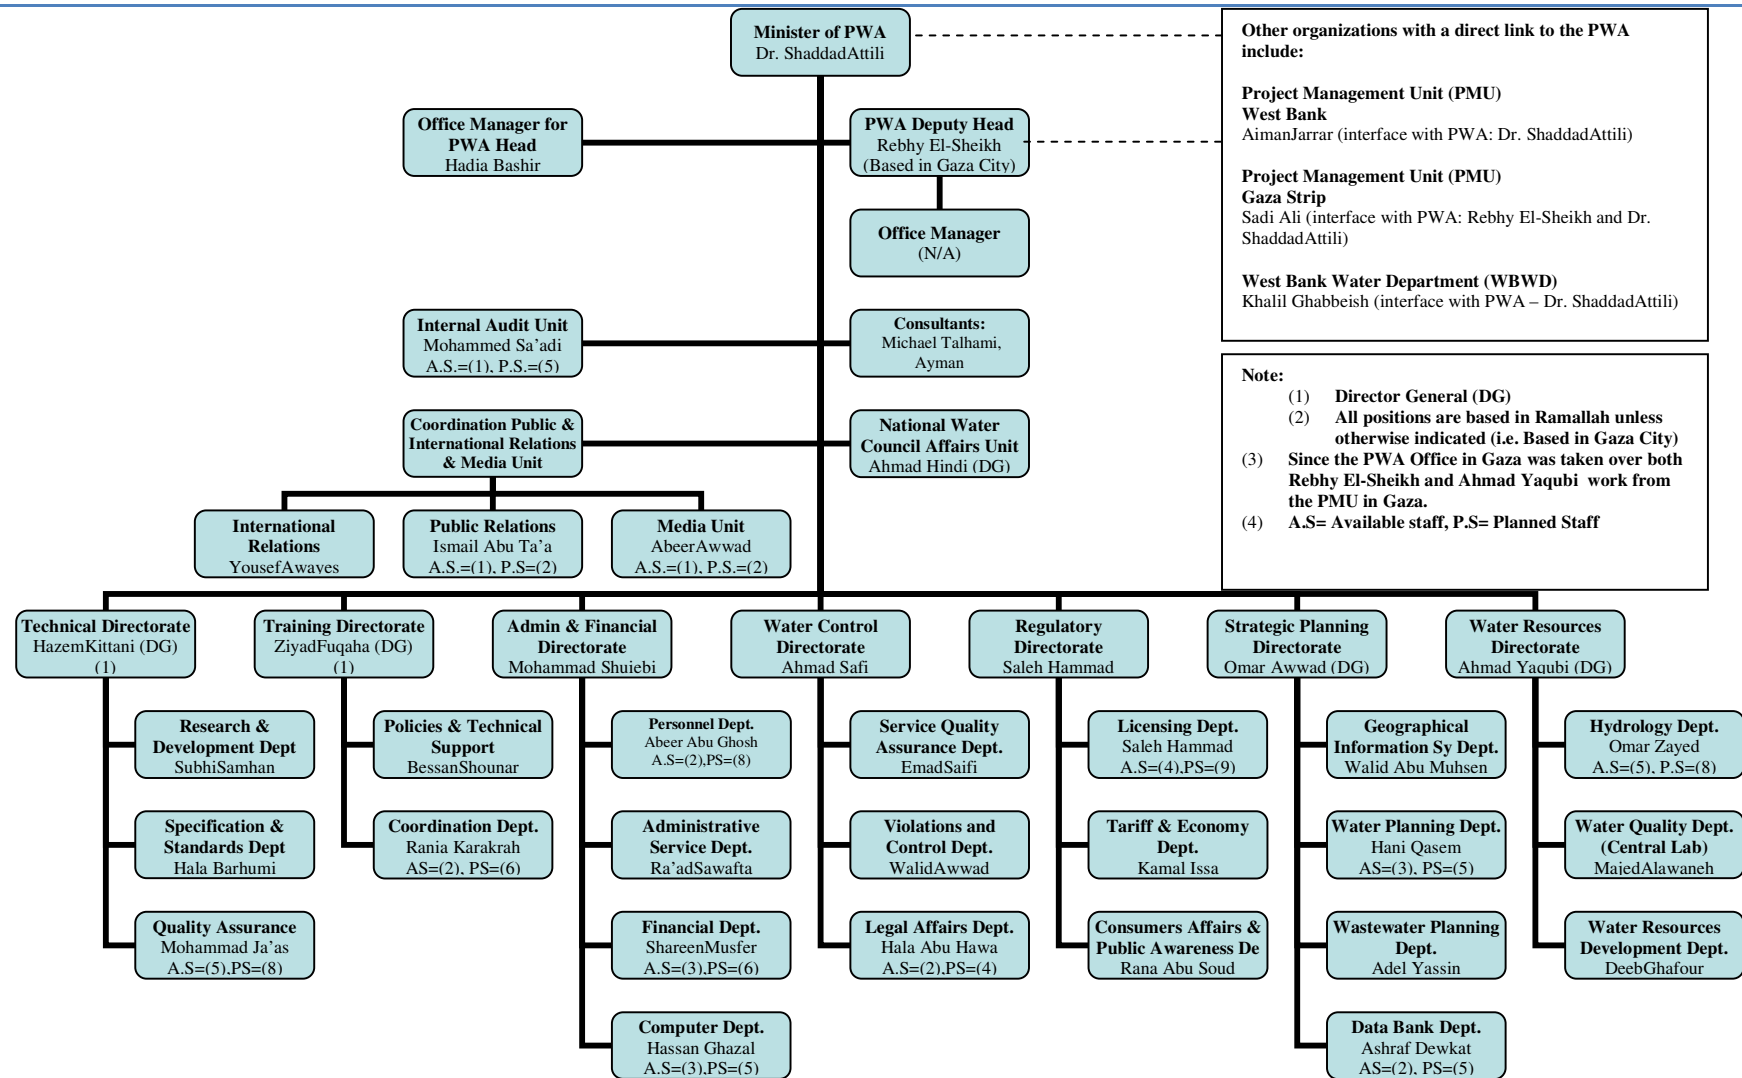 Minister of PWA
Dr. ShaddadAttili
Other organizations with a direct link to the PWA
include:
Project Management Unit (PMU)
West Bank
AimanJarrar (interface with PWA: Dr. ShaddadAttili)
Project Management Unit (PMU)
Gaza Strip
Sadi Ali (interface with PWA: Rebhy El-Sheikh and Dr.
ShaddadAttili)
West Bank Water Department (WBWD)
Khalil Ghabbeish (interface with PWA – Dr. ShaddadAttili)
Office Manager for
PWA Head
Hadia Bashir
PWA Deputy Head
Rebhy El-Sheikh
(Based in Gaza City)
Office Manager
(N/A)
Internal Audit Unit
Mohammed Sa’adi
A.S.=(1), P.S.=(5)
Consultants:
Michael Talhami,
Ayman
Note:
(1) Director General (DG)
(2) All positions are based in Ramallah unless
otherwise indicated (i.e. Based in Gaza City)
(3) Since the PWA Office in Gaza was taken over both
Rebhy El-Sheikh and Ahmad Yaqubi work from
the PMU in Gaza.
(4) A.S= Available staff, P.S= Planned Staff
Coordination Public &
International Relations
& Media Unit
National Water
Council Affairs Unit
Ahmad Hindi (DG)
International
Relations
YousefAwayes
Public Relations
Ismail Abu Ta’a
A.S.=(1), P.S=(2)
Media Unit
AbeerAwwad
A.S.=(1), P.S.=(2)
Technical Directorate
HazemKittani (DG)
(1)
Training Directorate
ZiyadFuqaha (DG)
(1)
Admin & Financial
Directorate
Mohammad Shuiebi
Water Control
Directorate
Ahmad Safi
Regulatory
Directorate
Saleh Hammad
Strategic Planning
Directorate
Omar Awwad (DG)
Water Resources
Directorate
Ahmad Yaqubi (DG)
Research &
Development Dept
SubhiSamhan
Policies & Technical
Support
BessanShounar
Personnel Dept.
Abeer Abu Ghosh
A.S=(2),PS=(8)
Service Quality
Assurance Dept.
EmadSaifi
Licensing Dept.
Saleh Hammad
A.S=(4),PS=(9)
Geographical
Information Sy Dept.
Walid Abu Muhsen
Hydrology Dept.
Omar Zayed
A.S=(5), P.S=(8)
Specification &
Standards Dept
Hala Barhumi
Coordination Dept.
Rania Karakrah
AS=(2), PS=(6)
Administrative
Service Dept.
Ra’adSawafta
Violations and
Control Dept.
WalidAwwad
Tariff & Economy
Dept.
Kamal Issa
Water Planning Dept.
Hani Qasem
AS=(3), PS=(5)
Water Quality Dept.
(Central Lab)
MajedAlawaneh
Quality Assurance
Mohammad Ja’as
A.S=(5),PS=(8)
Financial Dept.
ShareenMusfer
A.S=(3),PS=(6)
Legal Affairs Dept.
Hala Abu Hawa
A.S=(2),PS=(4)
Consumers Affairs &
Public Awareness De
Rana Abu Soud
Wastewater Planning
Dept.
Adel Yassin
Water Resources
Development Dept.
DeebGhafour
Computer Dept.
Hassan Ghazal
A.S=(3),PS=(5)
Data Bank Dept.
Ashraf Dewkat
AS=(2), PS=(5)